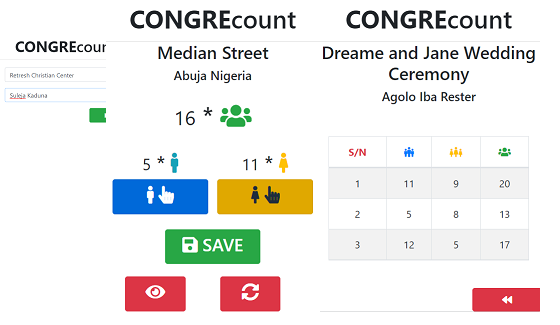 CONGREcount
Retresh Christian Center
Suleja Kaduna
CONGREcount
Median Street
Abuja Nigeria
16 *
5 *
11 *
SAVE
CONGREcount
Dreame and Jane Wedding
Ceremony
Agolo Iba Rester
S/N
1 11 9 20
2 5 8 13
3 12 5 17